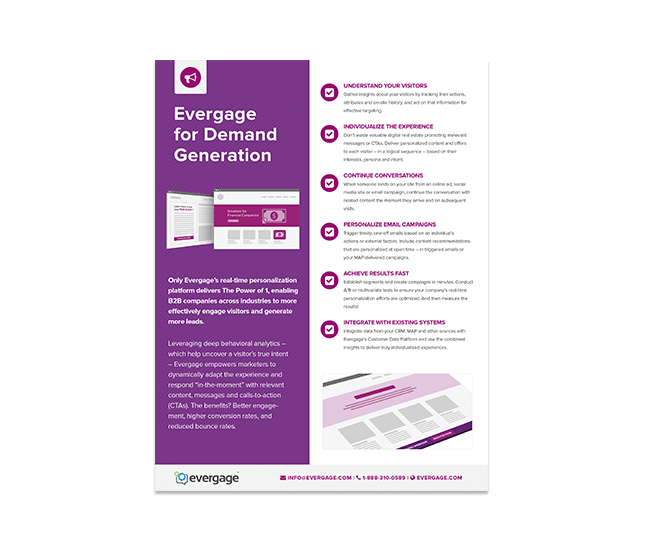 Evergage
for Demand
Generation
Solutions for
Financial Companies
Only Evergage's real-time personalization
platform delivers The Power of 1, enabling
B2B companies across industries to more
effectively engage visitors and generate
more leads.
Leveraging deep behavioral analytics –
which help uncover a visitor's true intent
– Evergage empowers marketers to
dynamically adapt the experience and
respond "in-the-moment" with relevant
content, messages and calls-to-action
(CTAs). The benefits? Better engage-
ment, higher conversion rates, and
reduced bounce rates.
UNDERSTAND YOUR VISITORS
Gather insights about your visitors by tracking their actions,
attributes and on-site history, and act on that information for
effective targeting.
INDIVIDUALIZE THE EXPERIENCE
Don't waste valuable digital real estate promoting irrelevant
messages or CTAs. Deliver personalized content and offers
to each visitor – in a logical sequence – based on their
interests, persona and intent.
CONTINUE CONVERSATIONS
When someone lands on your site from an online ad, social
media site or email campaign, continue the conversation with
related content the moment they arrive and on subsequent
visits.
PERSONALIZE EMAIL CAMPAIGNS
Trigger timely, one-off emails based on an individual's
actions or external factors. Include content recommendations
that are personalized at open time – in triggered emails or
your MAP-delivered campaigns.
ACHIEVE RESULTS FAST
Establish segments and create campaigns in minutes. Conduct
A/B or multivariate tests to ensure your company's real-time
personalization efforts are optimized. And then measure the
results!
INTEGRATE WITH EXISTING SYSTEMS
Integrate data from your CRM, MAP and other sources with
Evergage's Customer Data Platform and use the combined
insights to deliver truly individualized experiences.
evergage
INFO@EVERGAGE.COM | 1-888-310-0589 | EVERGAGE.COM